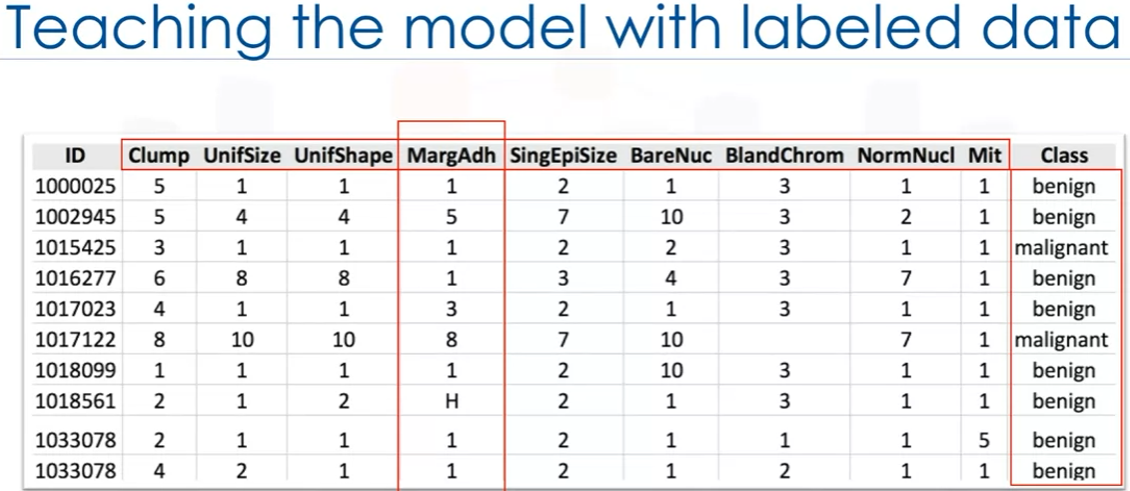 Teaching the model with labeled data
ID Clump UnifSize UnifShape MargAdh SingEpiSize BareNuc BlandChrom NormNucl Mit Class
1000025 5 1 1 1 2 1 3 1 1 benign
1002945 5 4 4 5 7 10 3 2 1 benign
1015425 3 1 1 1 2 2 3 1 1 malignant
1016277 6 8 8 1 3 4 3 7 1 benign
1017023 4 1 1 3 2 1 3 1 1 benign
1017122 8 10 10 8 7 10 7 1 malignant
1018099 1 1 1 1 2 10 3 1 1 benign
1018561 2 1 2 H 2 1 3 1 1 benign
1033078 2 1 1 1 2 1 1 1 5 benign
1033078 4 2 1 1 2 1 2 1 1 benign